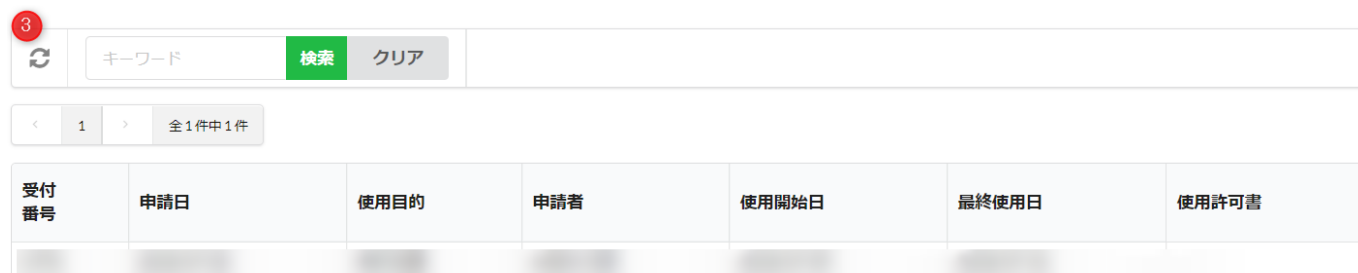 3
キーワード 検索 クリア
1 全1件中1件
受付
番号 申請日 使用目的 申請者 使用開始日 最終使用日 使用許可書